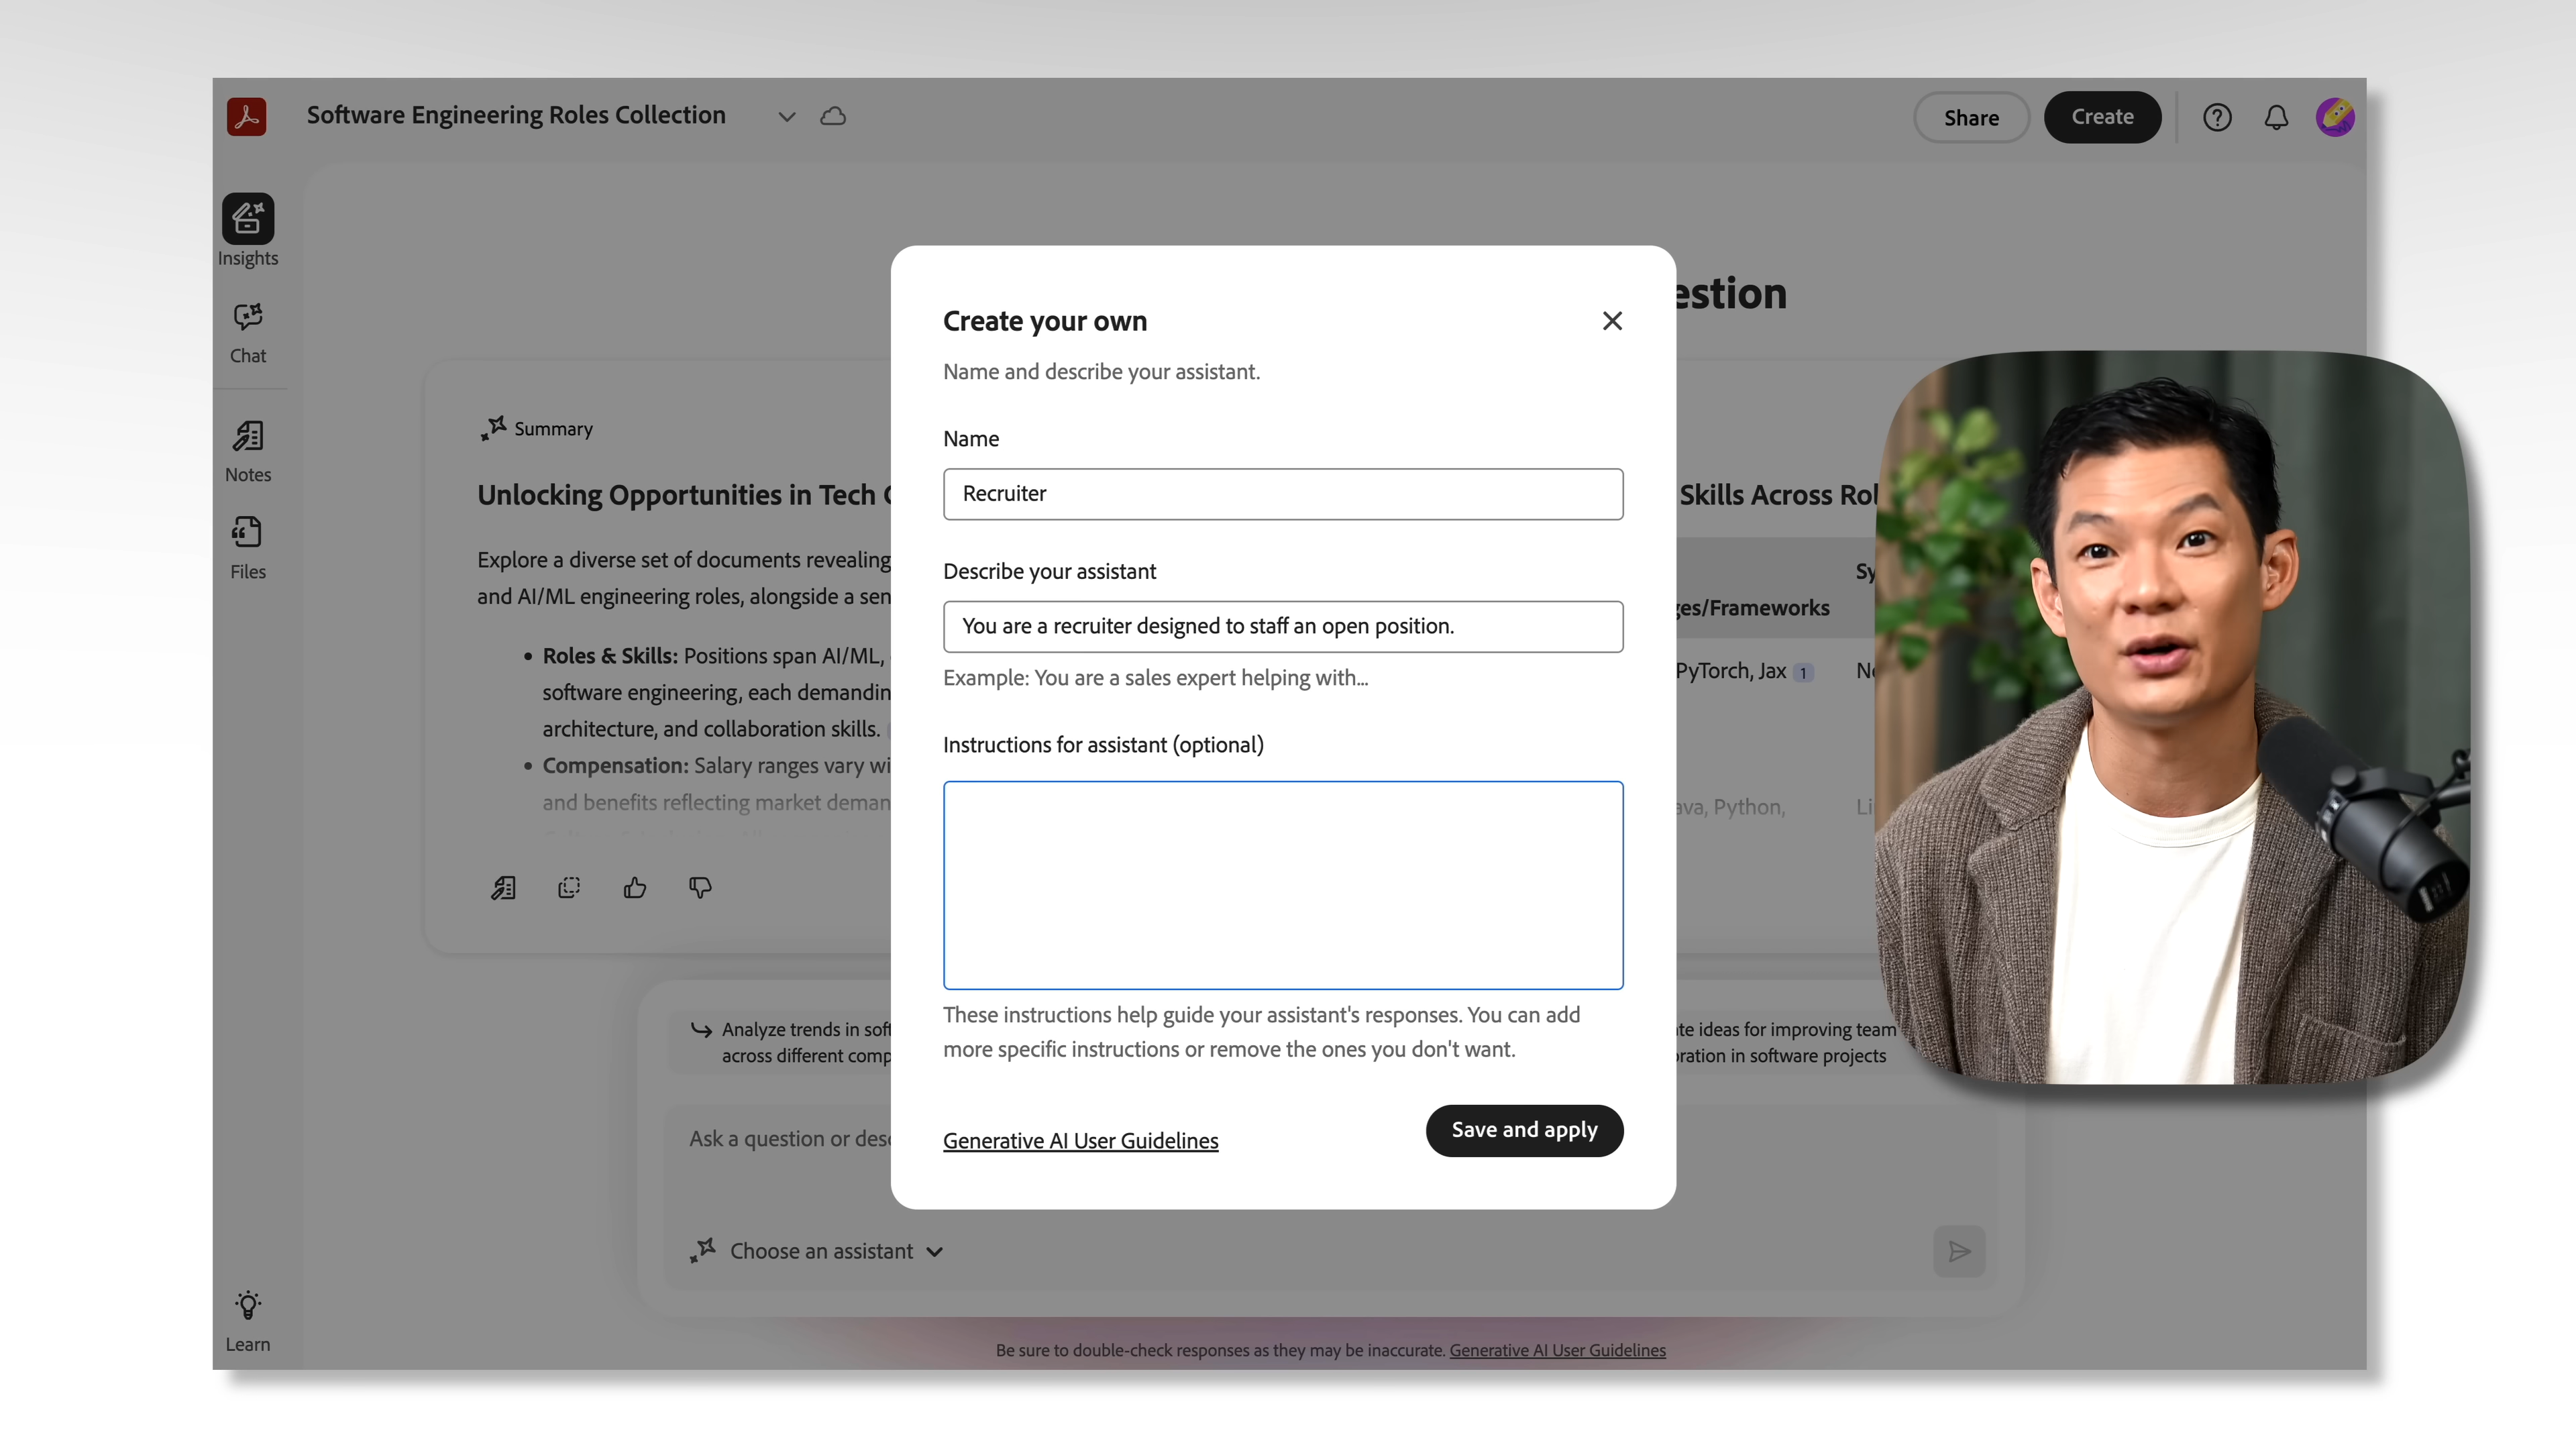 Software Engineering Roles Collection
Share
Create
Insights
Chat
Notes
Files
Learn
estion
Summary
Unlocking Opportunities in Tech
Explore a diverse set of documents revealing
and AI/ML engineering roles, alongside a sen
• Roles & Skills: Positions span AI/ML,
software engineering, each demandin
architecture, and collaboration skills.
• Compensation: Salary ranges vary wi
and benefits reflecting market deman
Skills Across Rol
Sy
es/Frameworks
PyTorch, Jax 1
ava, Python,
Create your own
Name and describe your assistant.
Name
Recruiter
Describe your assistant
You are a recruiter designed to staff an open position.
Example: You are a sales expert helping with...
Instructions for assistant (optional)
These instructions help guide your assistant's responses. You can add
more specific instructions or remove the ones you don't want.
Generative AI User Guidelines
Save and apply
Analyze trends in soft
across different comp
te ideas for improving team
ration in software projects
Ask a question or desc
Choose an assistant
Be sure to double-check responses as they may be inaccurate. Generative AI User Guidelines